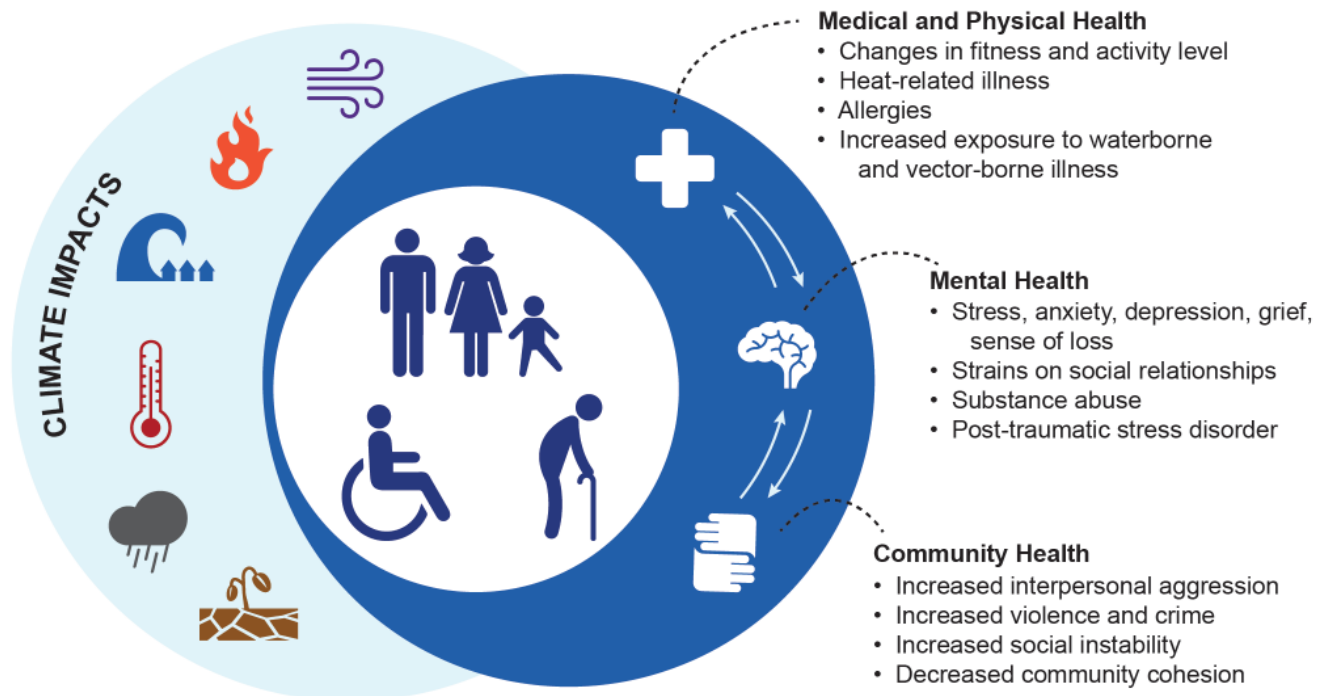 CLIMATE IMPACTS
Medical and Physical Health
• Changes in fitness and activity level
• Heat-related illness
• Allergies
• Increased exposure to waterborne
and vector-borne illness
Mental Health
• Stress, anxiety, depression, grief,
sense of loss
• Strains on social relationships
• Substance abuse
• Post-traumatic stress disorder
Community Health
• Increased interpersonal aggression
• Increased violence and crime
• Increased social instability
• Decreased community cohesion